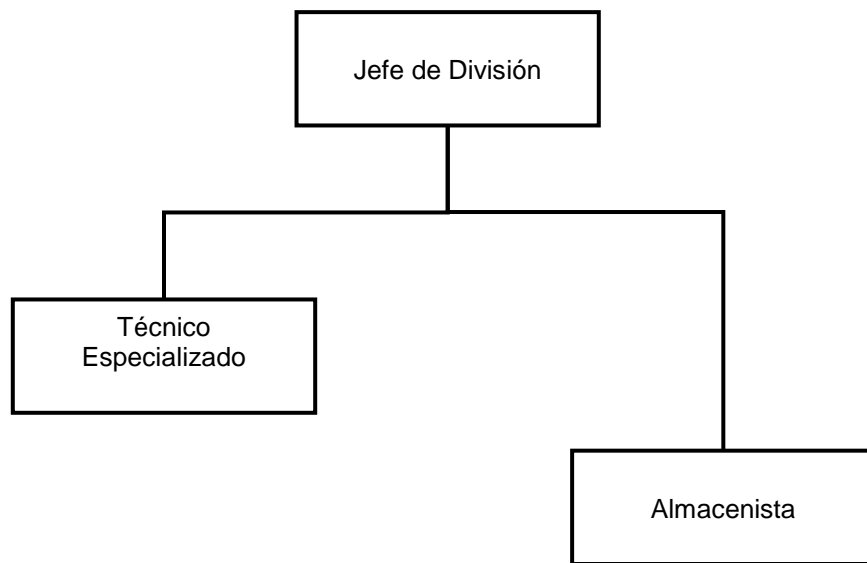 Jefe de División
Técnico
Especializado
Almacenista